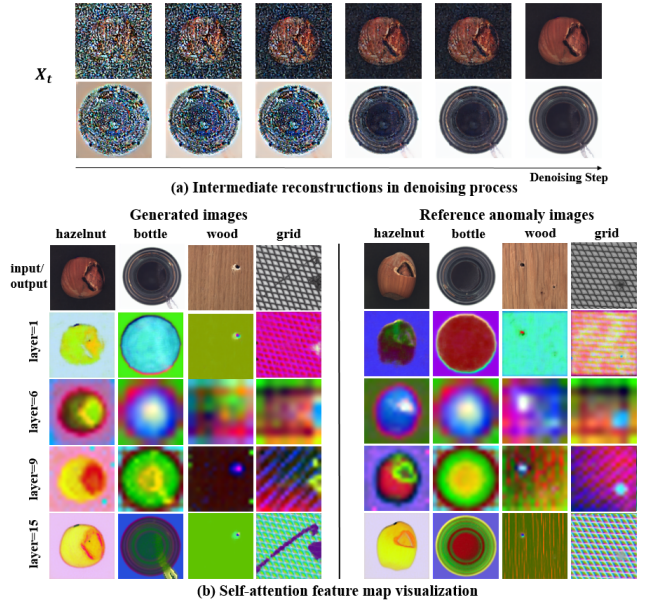 X_t
Denoising Step
(a) Intermediate reconstructions in denoising process
Generated images
Reference anomaly images
hazelnut bottle wood grid
hazelnut bottle wood grid
input/
output
layer=1
layer=6
layer=9
layer=15
(b) Self-attention feature map visualization